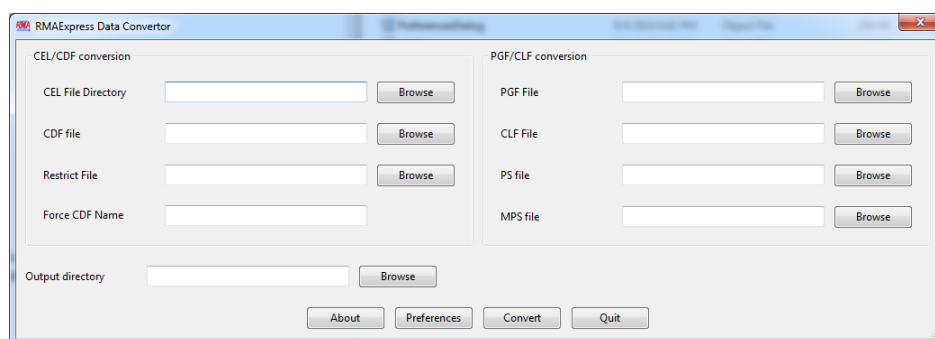 RMA RMAExpress Data Convertor
CEL/CDF conversion
CEL File Directory Browse
CDF file Browse
Restrict File Browse
Force CDF Name
PGF/CLF conversion
PGF File Browse
CLF File Browse
PS file Browse
MPS file Browse
Output directory Browse
About Preferences Convert Quit